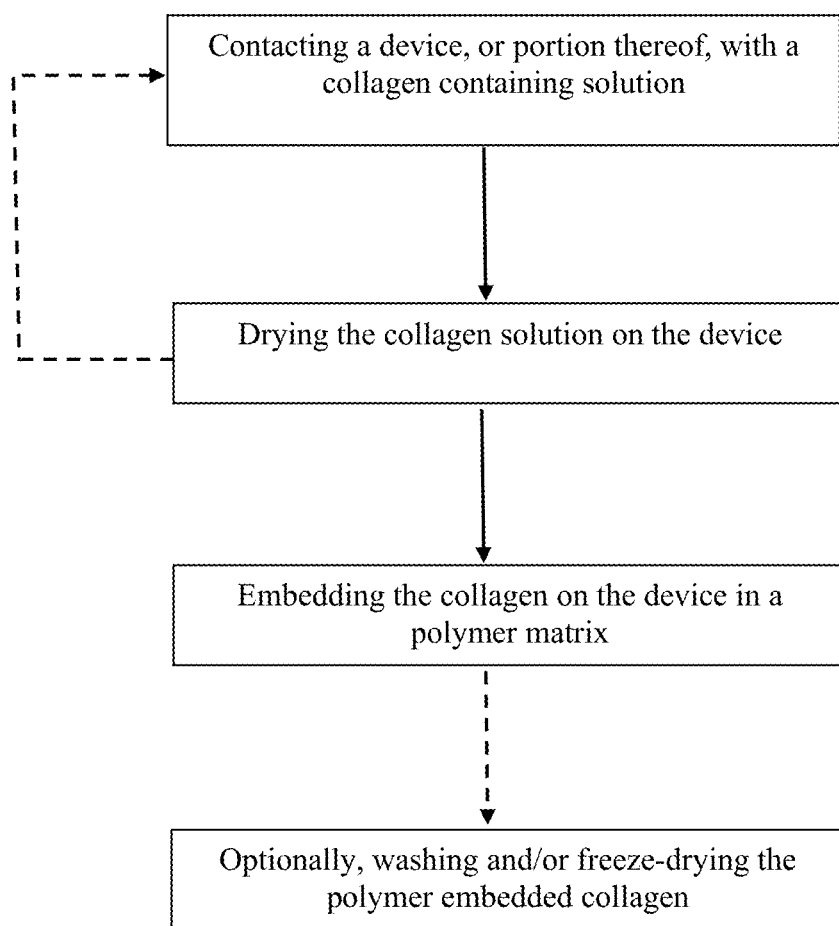 Contacting a device, or portion thereof, with a
collagen containing solution
Drying the collagen solution on the device
Embedding the collagen on the device in a
polymer matrix
Optionally, washing and/or freeze-drying the
polymer embedded collagen